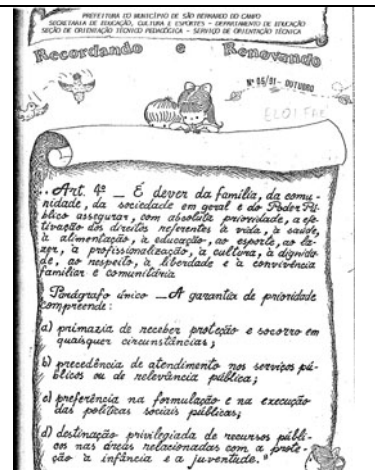 PREFEITURA DO MUNICÍPIO DE SÃO BERNARDO DO CAMPO
SECRETARIA DE EDUCAÇÃO, CULTURA E ESPORTES - DEPARTAMENTO DE EDUCAÇÃO
SEÇÃO DE ORIENTAÇÃO TÉCNICO PEDAGÓGICA - SERVIÇO DE ORIENTAÇÃO TÉCNICA
Recordando e Renovando
Nº 06/91 - OUTUBRO
.. Art. 4º _ É dever da família, da comu-
nidade, da sociedade em geral e do Poder Pú-
blico assegurar, com absoluta prioridade, a efe-
tivação dos direitos referentes à vida, à saúde,
à alimentação, à educação, ao esporte, ao la-
zer, à profissionalização, à cultura, à dignida-
de, ao respeito, à liberdade e à convivência
familiar e comunitária
Parágrafo único _ A garantia de prioridade
compreende:
a) primazia de receber proteção e socorro em
quaisquer circunstâncias;
b) precedência de atendimento nos serviços pú-
blicos ou de relevância pública;
c) preferência na formulação e na execução
das políticas sociais públicas;
d) destinação privilegiada de recursos públi-
cos nas áreas relacionadas com a prote-
ção à infância e a juventude."